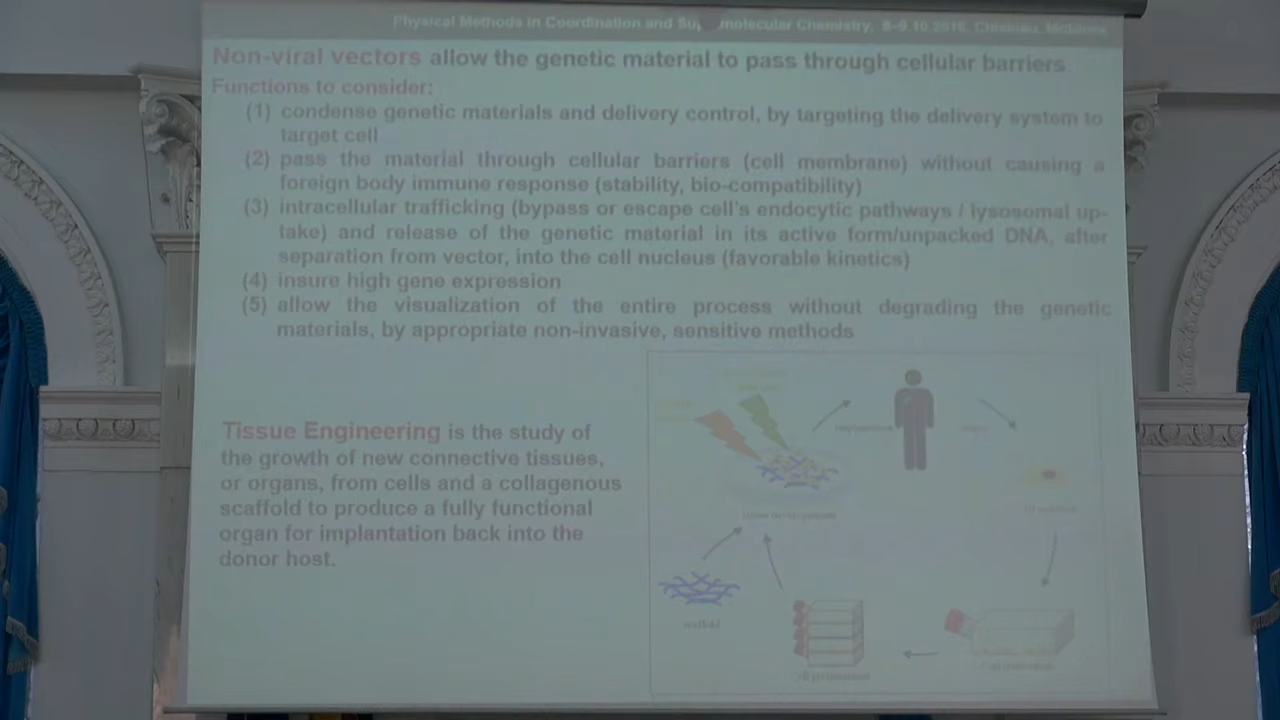 Physical Methods in Coordination and Supramolecular Chemistry, 8-9.10.2015, Chisinau, Moldova
Non-viral vectors allow the genetic material to pass through cellular barriers.
Functions to consider:
(1) condense genetic materials and delivery control, by targeting the delivery system to
target cell
(2) pass the material through cellular barriers (cell membrane) without causing a
foreign body immune response (stability, bio-compatibility)
(3) intracellular trafficking (bypass or escape cell's endocytic pathways / lysosomal up-
take) and release of the genetic material in its active form/unpacked DNA, after
separation from vector, into the cell nucleus (favorable kinetics)
(4) insure high gene expression
(5) allow the visualization of the entire process without degrading the genetic
materials, by appropriate non-invasive, sensitive methods
Tissue Engineering is the study of
the growth of new connective tissues,
or organs, from cells and a collagenous
scaffold to produce a fully functional
organ for implantation back into the
donor host.
scaffold